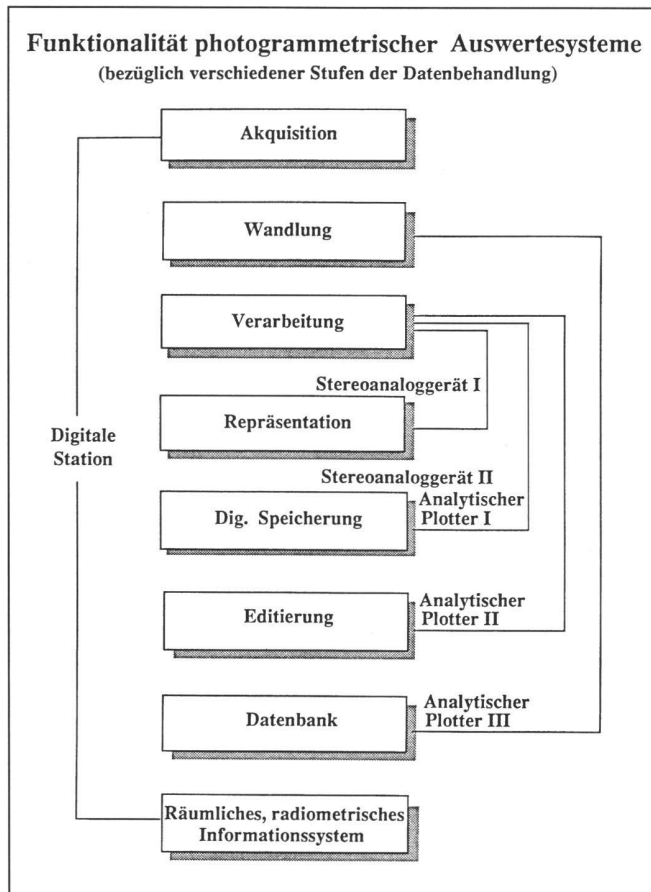 Funktionalität photogrammetrischer Auswertesysteme
(bezüglich verschiedener Stufen der Datenbehandlung)
Akquisition
Wandlung
Verarbeitung
Stereoanaloggerät I
Repräsentation
Digitale
Station
Stereoanaloggerät II
Dig. Speicherung
Analytischer
Plotter I
Editierung
Analytischer
Plotter II
Datenbank
Analytischer
Plotter III
Räumliches, radiometrisches
Informationssystem